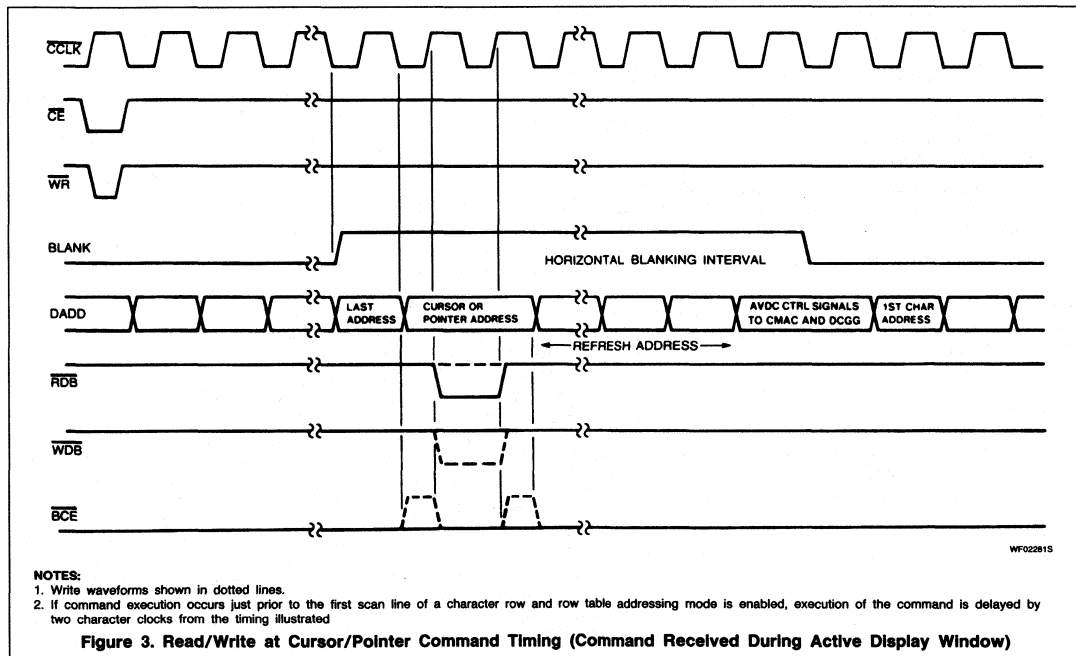 CCLK
CE
WR
BLANK
HORIZONTAL BLANKING INTERVAL
DADD
LAST ADDRESS
CURSOR OR POINTER ADDRESS
AVDC CTRL SIGNALS TO CMAC AND DCGG
1ST CHAR ADDRESS
REFRESH ADDRESS
RDB
WDB
BCE
WF02281S
NOTES:
1. Write waveforms shown in dotted lines.
2. If command execution occurs just prior to the first scan line of a character row and row table addressing mode is enabled, execution of the command is delayed by
two character clocks from the timing illustrated
Figure 3. Read/Write at Cursor/Pointer Command Timing (Command Received During Active Display Window)